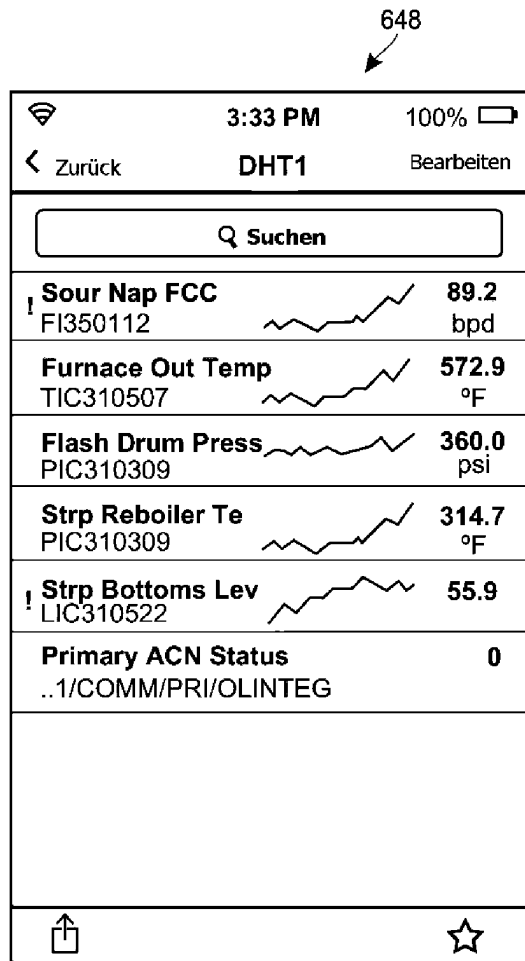 648
3:33 PM 100%
Zurück DHT1 Bearbeiten
Suchen
! Sour Nap FCC 89.2
FI350112 bpd
Furnace Out Temp 572.9
TIC310507 ºF
Flash Drum Press 360.0
PIC310309 psi
Strp Reboiler Te 314.7
PIC310309 ºF
! Strp Bottoms Lev 55.9
LIC310522
Primary ACN Status 0
..1/COMM/PRI/OLINTEG